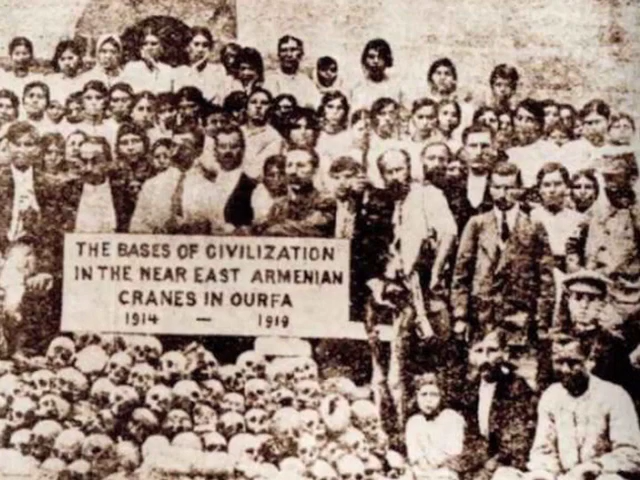 THE BASES OF CIVILIZATION
IN THE NEAR EAST ARMENIAN
CRANES IN OURFA
1914 — 1919